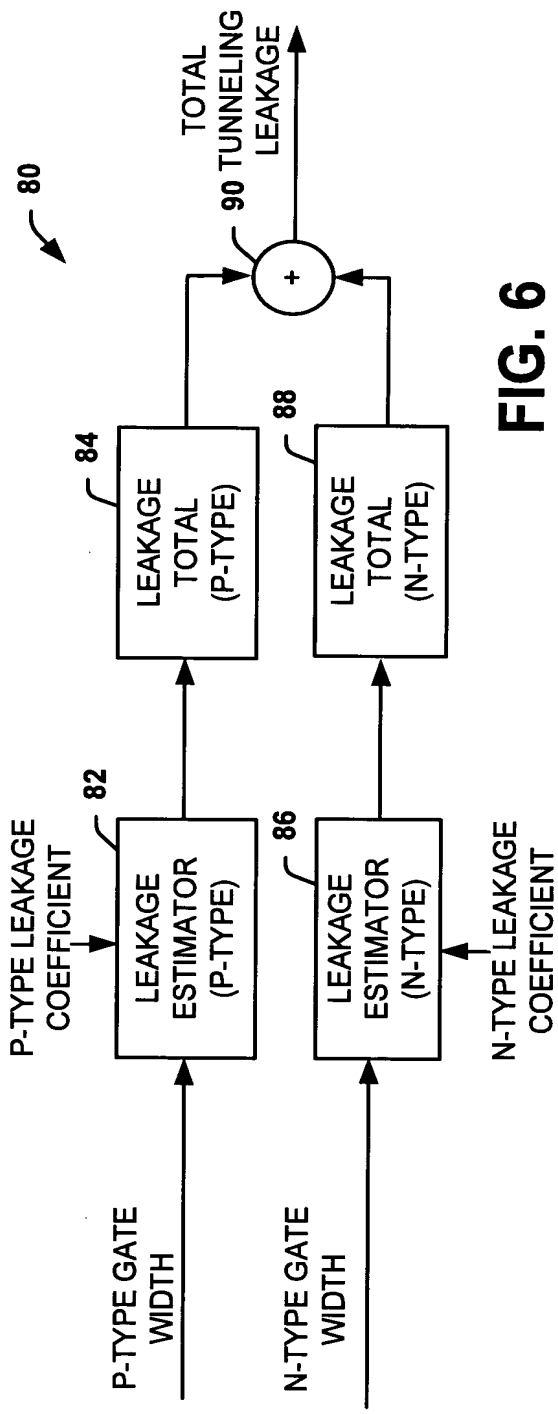 80
P-TYPE GATE
WIDTH
P-TYPE LEAKAGE
COEFFICIENT
82
LEAKAGE
ESTIMATOR
(P-TYPE)
84
LEAKAGE
TOTAL
(P-TYPE)
90
TOTAL
TUNNELING
LEAKAGE
+
N-TYPE GATE
WIDTH
86
LEAKAGE
ESTIMATOR
(N-TYPE)
N-TYPE LEAKAGE
COEFFICIENT
88
LEAKAGE
TOTAL
(N-TYPE)
FIG. 6